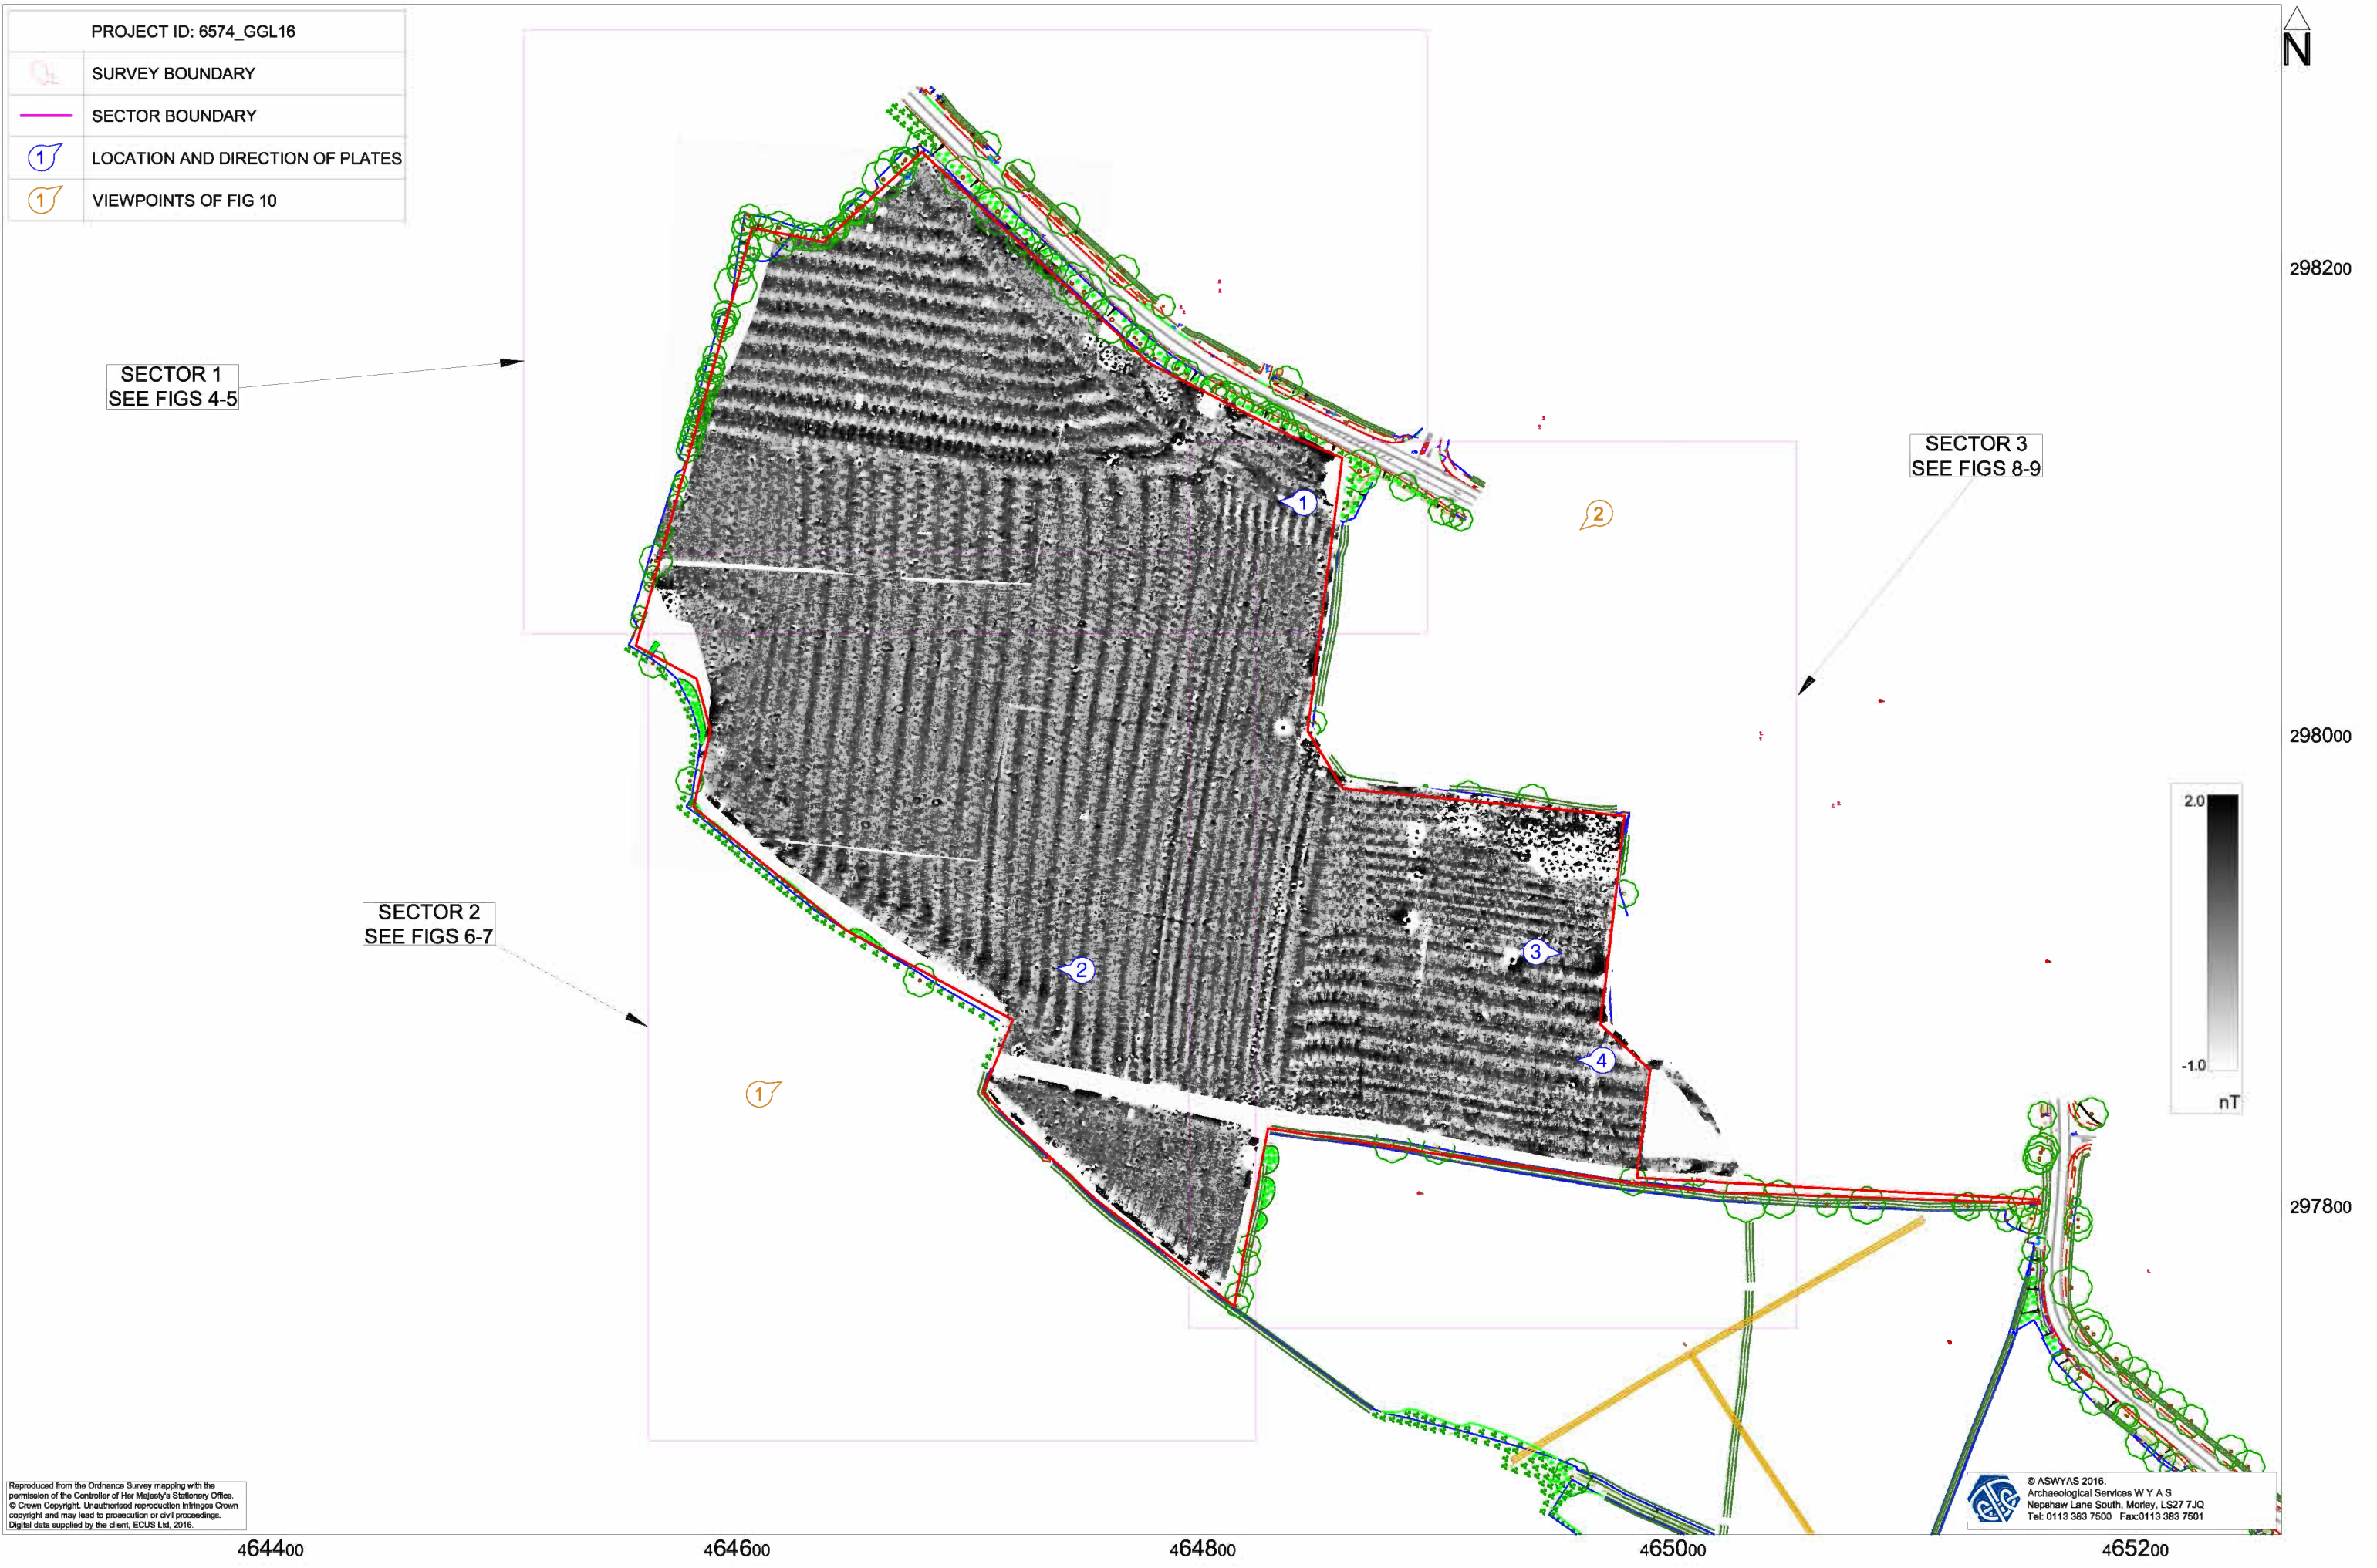 PROJECT ID: 6574_GGL16
SURVEY BOUNDARY
SECTOR BOUNDARY
1 LOCATION AND DIRECTION OF PLATES
1 VIEWPOINTS OF FIG 10
N
298200
SECTOR 1
SEE FIGS 4-5
SECTOR 3
SEE FIGS 8-9
1
2
298000
2.0
-1.0
nT
SECTOR 2
SEE FIGS 6-7
3
2
4
1
297800
Reproduced from the Ordnance Survey mapping with the
permission of the Controller of Her Majesty's Stationery Office.
© Crown Copyright. Unauthorised reproduction infringes Crown
copyright and may lead to prosecution or civil proceedings.
Digital data supplied by the client, ECUS Ltd, 2016.
© ASWYAS 2016.
Archaeological Services W Y A S
Nepshaw Lane South, Morley, LS27 7JQ
Tel: 0113 383 7500 Fax:0113 383 7501
464400
464600
464800
465000
465200